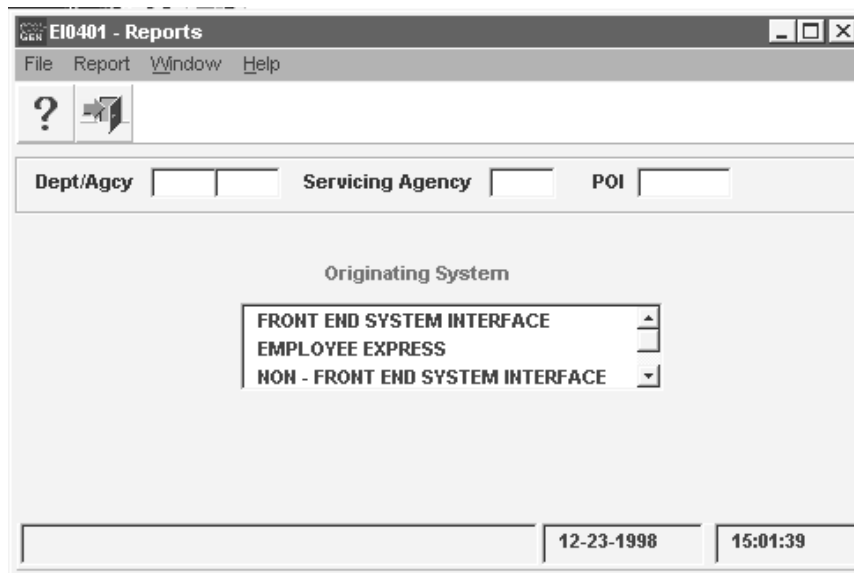 EI0401 - Reports
File Report Window Help
?
Dept/Agcy Servicing Agency POI
Originating System
FRONT END SYSTEM INTERFACE
EMPLOYEE EXPRESS
NON - FRONT END SYSTEM INTERFACE
12-23-1998 15:01:39